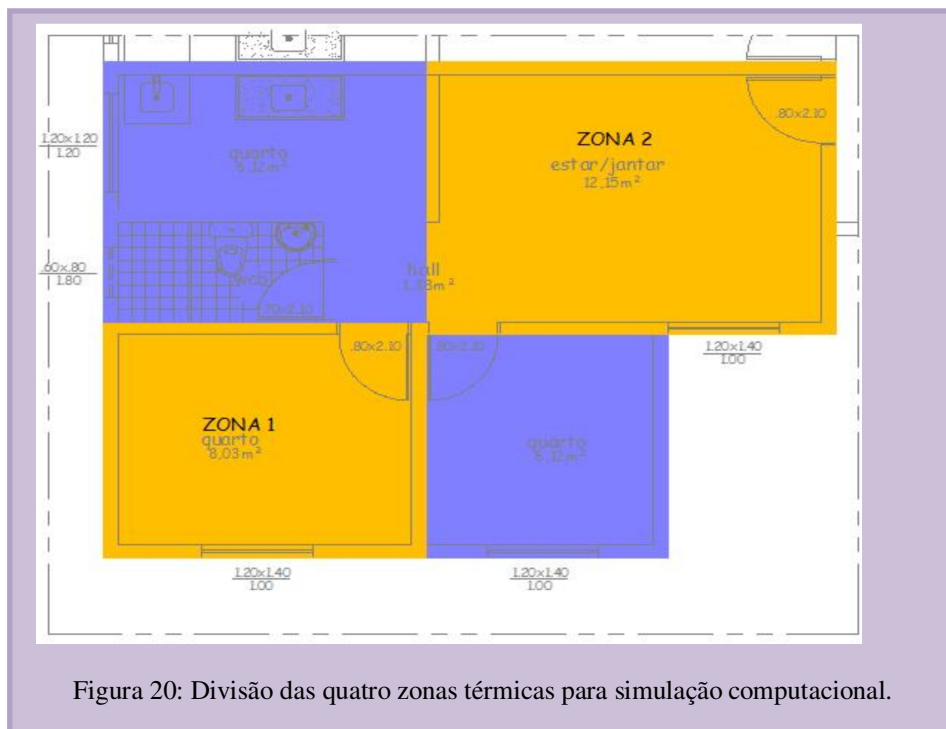 .80x2.10
1.20x1.20
1.20
ZONA 2
quarto
estar/jantar
12,15m²
.60x.80
1.80
hall
.70x2.10
.80x2.10
.80x2.10
1.20x1.40
1.00
ZONA 1
quarto
8,03m²
quarto
1.20x1.40
1.00
1.20x1.40
1.00
Figura 20: Divisão das quatro zonas térmicas para simulação computacional.